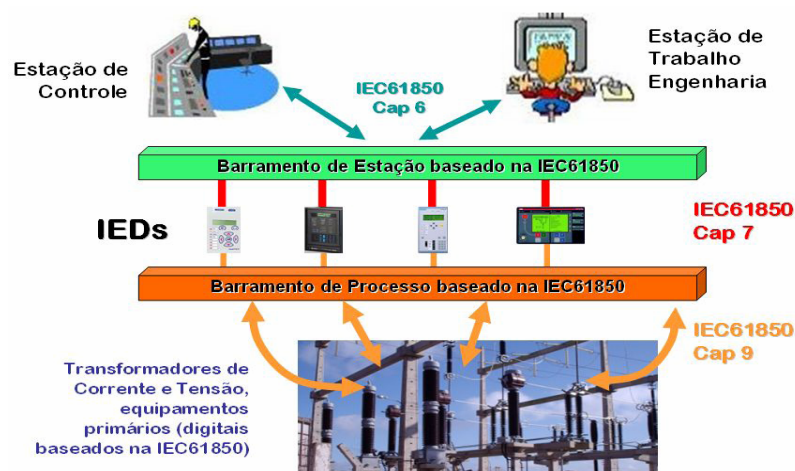 Estação de
Controle
IEC61850
Cap 6
Estação de
Trabalho
Engenharia
Barramento de Estação baseado na IEC61850
IEDs
IEC61850
Cap 7
Barramento de Processo baseado na IEC61850
IEC61850
Cap 9
Transformadores de
Corrente e Tensão,
equipamentos
primários (digitais
baseados na IEC61850)